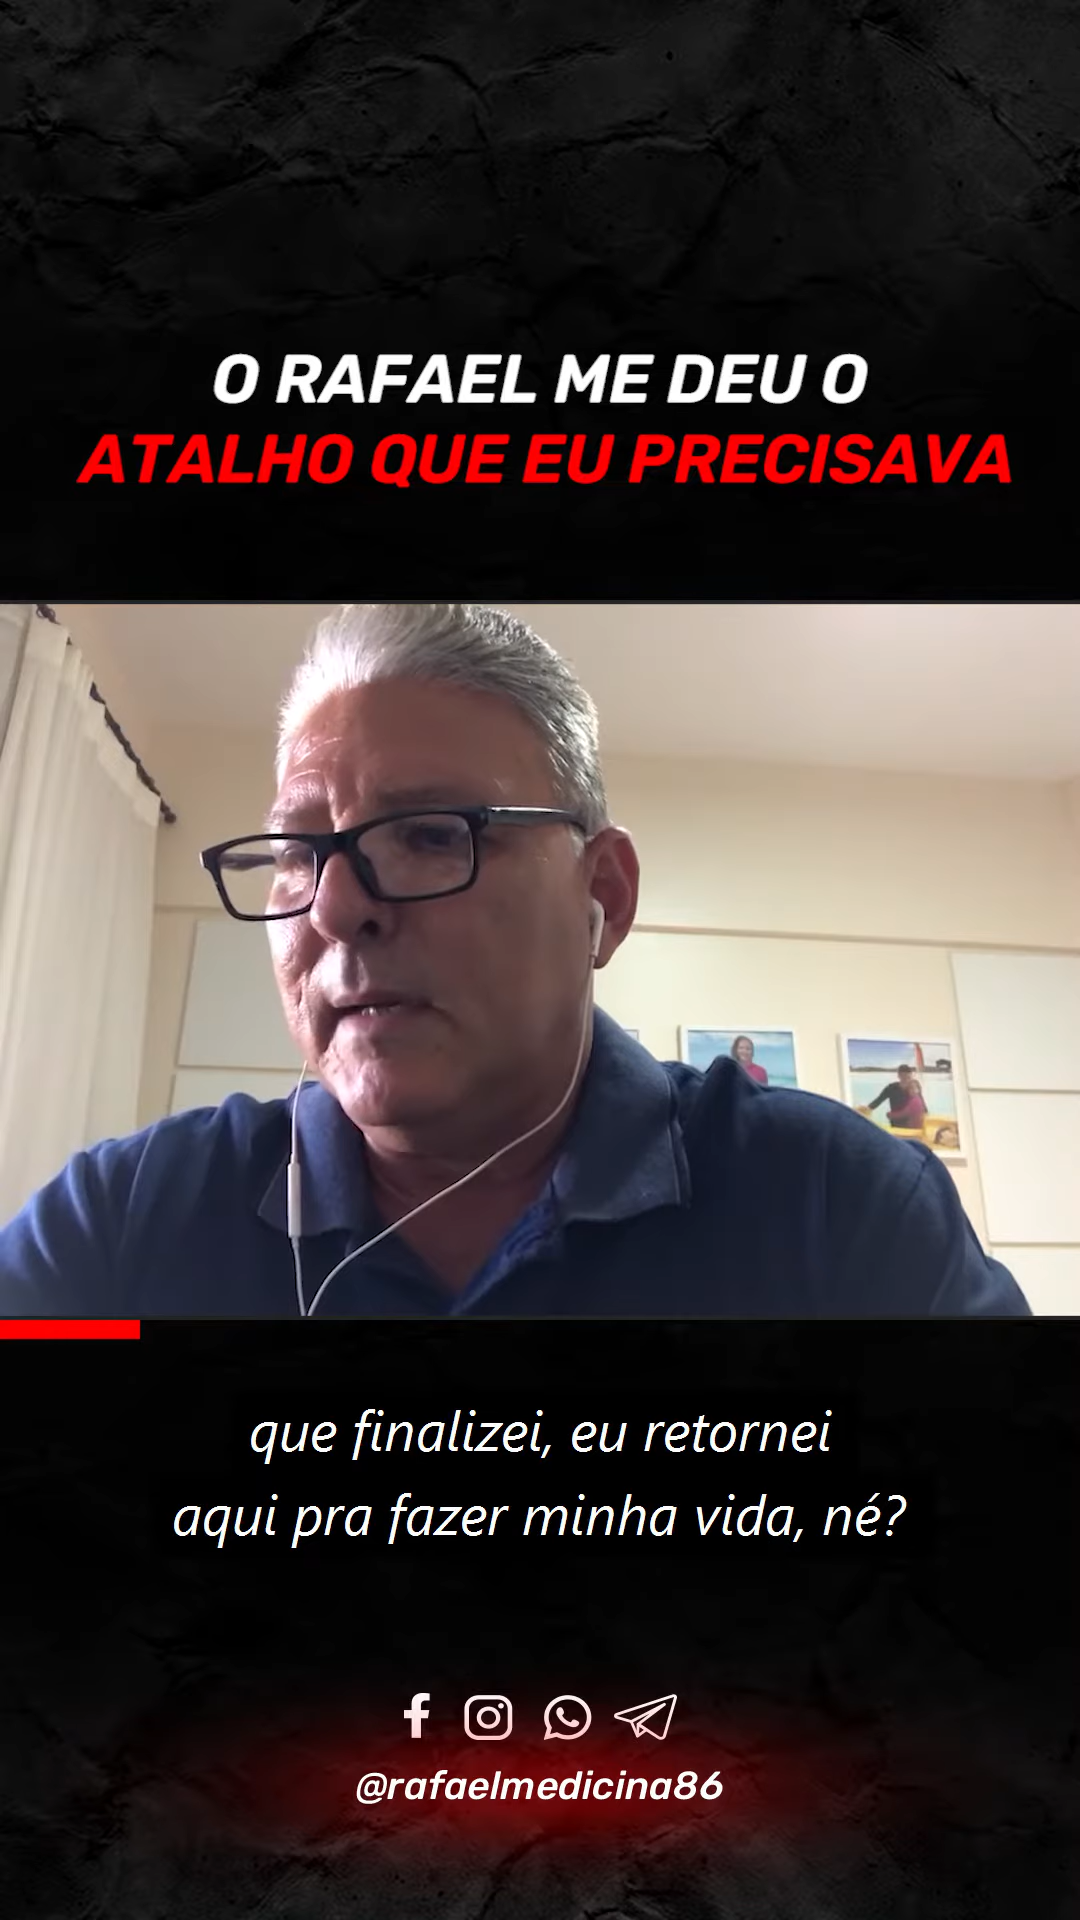 O RAFAEL ME DEU O
ATALHO QUE EU PRECISAVA
que finalizei, eu retornei
aqui pra fazer minha vida, né?
@rafaelmedicina86